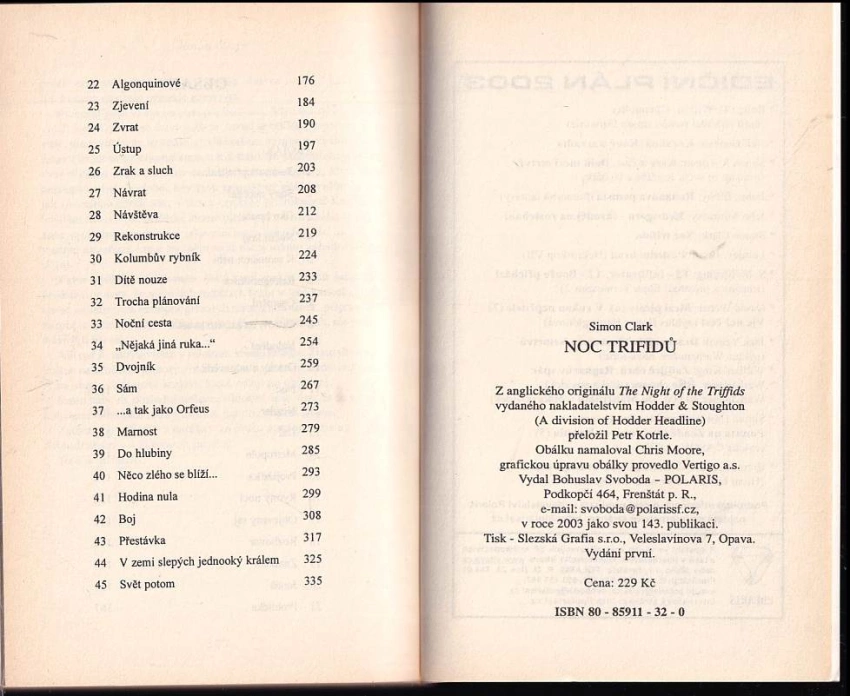 22 Algonquinové 176
23 Zjevení 184
24 Zvrat 190
25 Ústup 197
26 Zrak a sluch 203
27 Návrat 208
28 Návštěva 212
29 Rekonstrukce 219
30 Kolumbův rybník 224
31 Dítě nouze 233
32 Trocha plánování 237
33 Noční cesta 245
34 „Nějaká jiná ruka..." 254
35 Dvojník 259
36 Sám 267
37 ...a tak jako Orfeus 273
38 Marnost 279
39 Do hlubiny 285
40 Něco zlého se blíží... 293
41 Hodina nula 299
42 Boj 308
43 Přestávka 317
44 V zemi slepých jednooký králem 325
45 Svět potom 335
Simon Clark
NOC TRIFIDŮ
Z anglického originálu The Night of the Triffids
vydaného nakladatelstvím Hodder & Stoughton
(A division of Hodder Headline)
přeložil Petr Kotrle.
Obálku namaloval Chris Moore,
grafickou úpravu obálky provedlo Vertigo a.s.
Vydal Bohuslav Svoboda – POLARIS,
Podkopčí 464, Frenštát p. R.,
e-mail: svoboda@polarissf.cz,
v roce 2003 jako svou 143. publikaci.
Tisk - Slezská Grafia s.r.o., Veleslavínova 7, Opava.
Vydání první.
Cena: 229 Kč
ISBN 80 - 85911 - 32 - 0